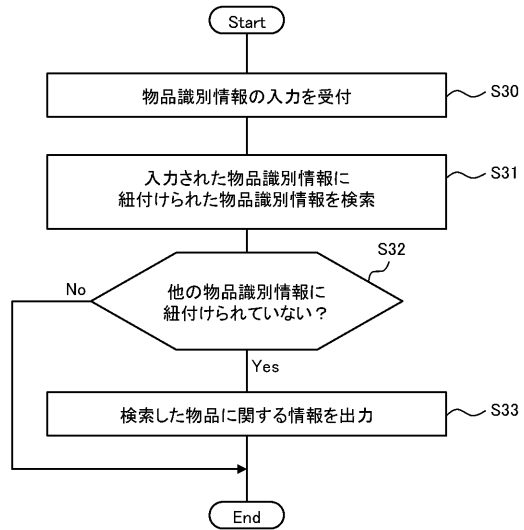 Start
物品識別情報の入力を受付
S30
入力された物品識別情報に
紐付けられた物品識別情報を検索
S31
S32
No
他の物品識別情報に
紐付けられていない？
Yes
検索した物品に関する情報を出力
S33
End